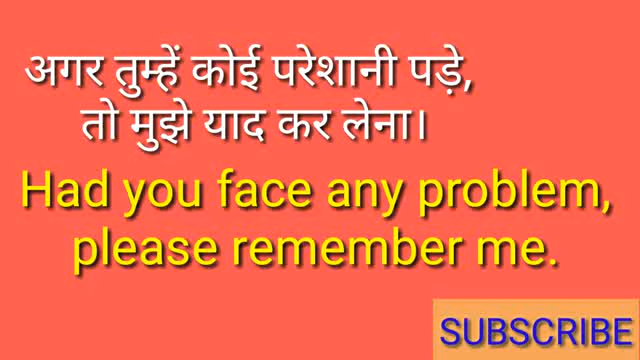 अगर तुम्हें कोई परेशानी पड़े,
तो मुझे याद कर लेना।
Had you face any problem,
please remember me.
SUBSCRIBE